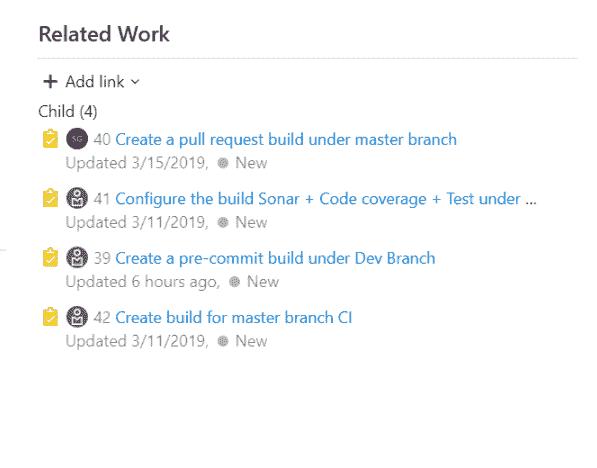 Related Work
Add link
Child (4)
SG 40 Create a pull request build under master branch
Updated 3/15/2019, New
41 Configure the build Sonar + Code coverage + Test under ...
Updated 3/11/2019, New
39 Create a pre-commit build under Dev Branch
Updated 6 hours ago, New
42 Create build for master branch CI
Updated 3/11/2019, New